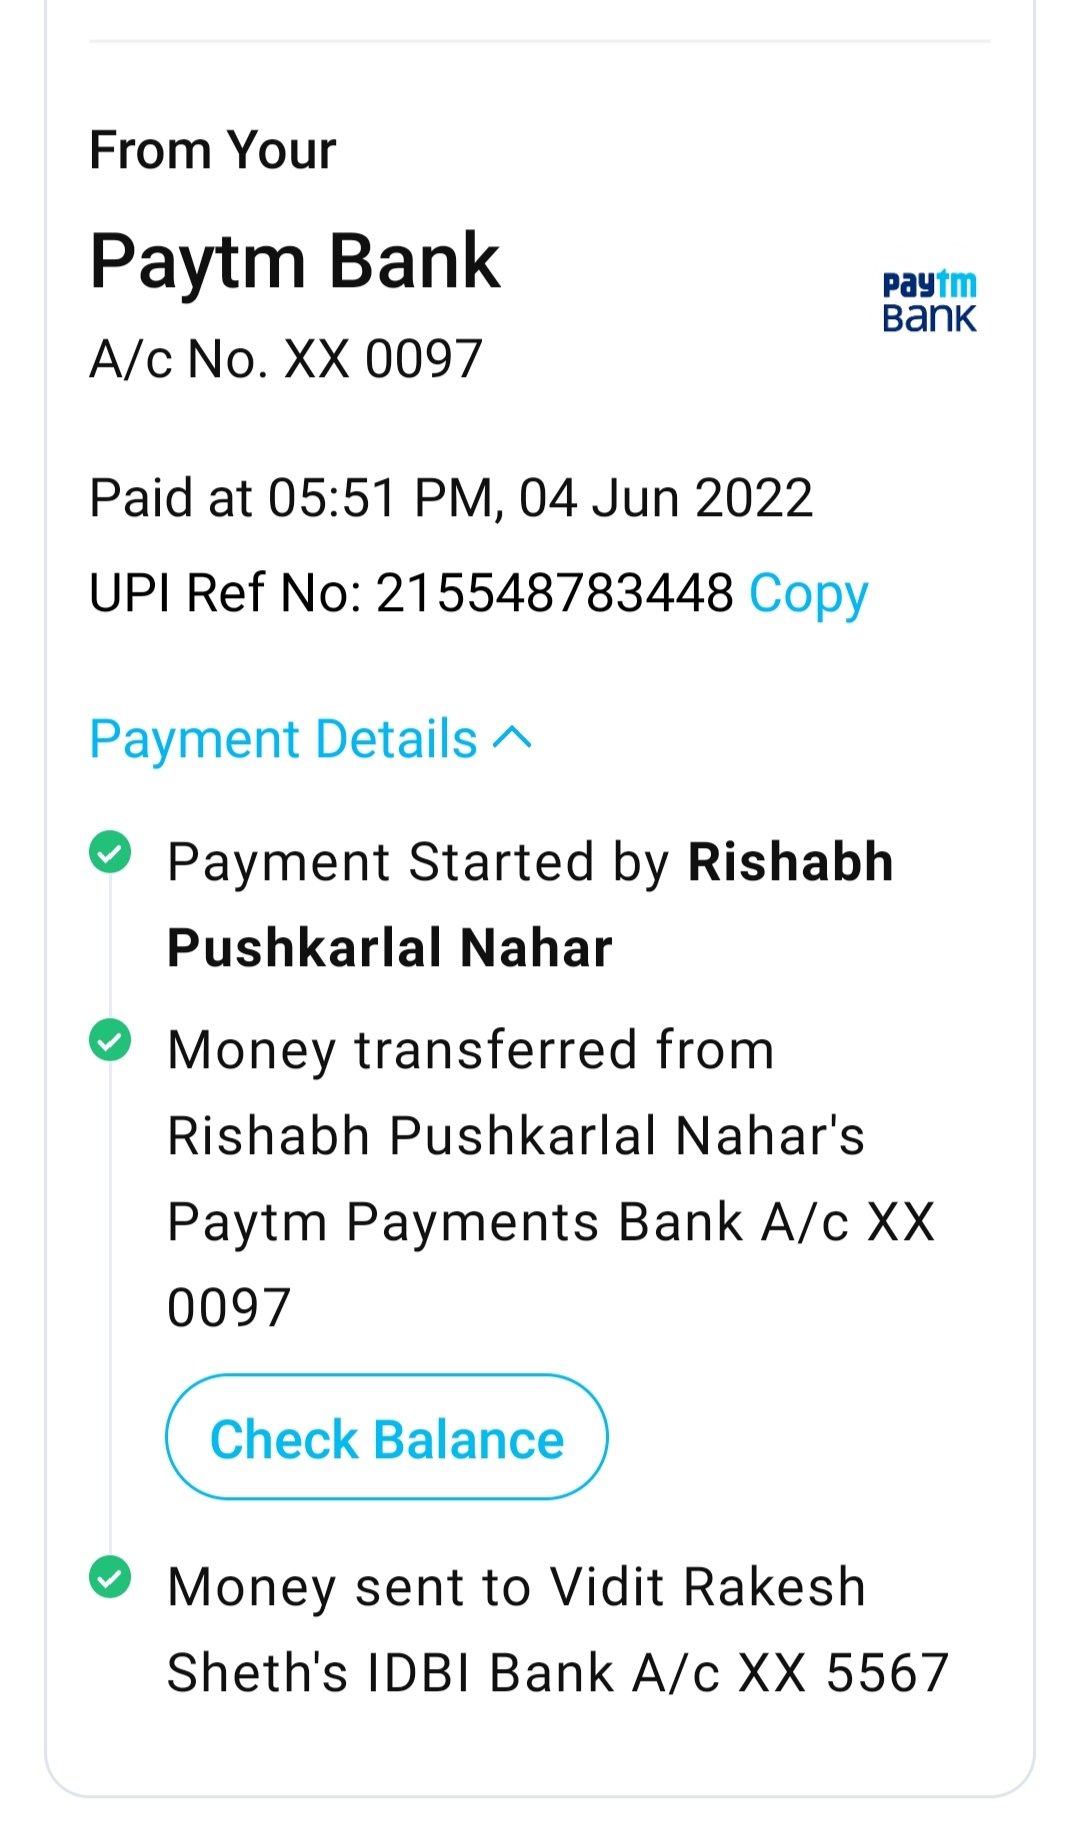 From Your
Paytm Bank
paytm
Bank
A/c No. XX 0097
Paid at 05:51 PM, 04 Jun 2022
UPI Ref No: 215548783448 Copy
Payment Details
Payment Started by Rishabh
Pushkarlal Nahar
Money transferred from
Rishabh Pushkarlal Nahar's
Paytm Payments Bank A/c XX
0097
Check Balance
Money sent to Vidit Rakesh
Sheth's IDBI Bank A/c XX 5567